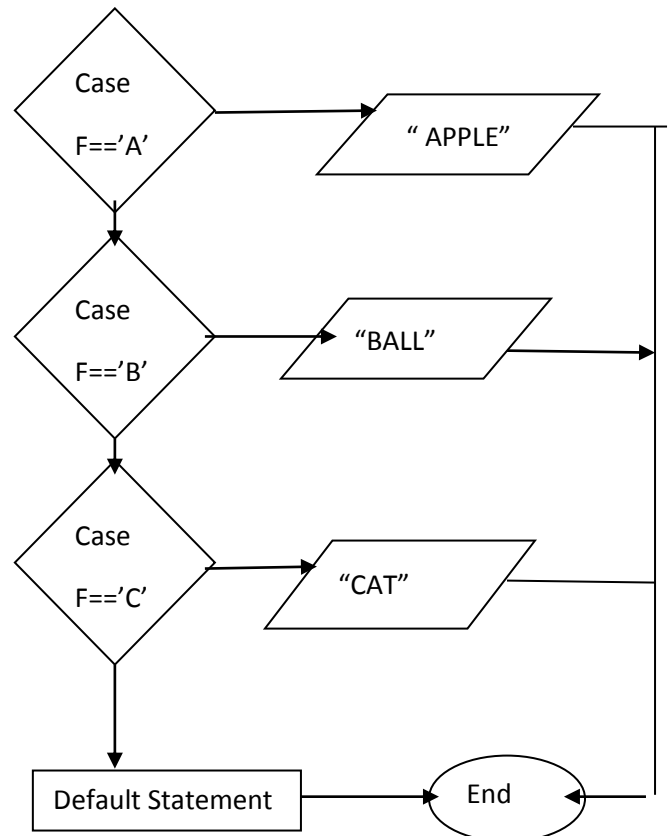 Case
F==’A’
“ APPLE”
Case
F==’B’
“BALL”
Case
F==’C’
“CAT”
Default Statement
End